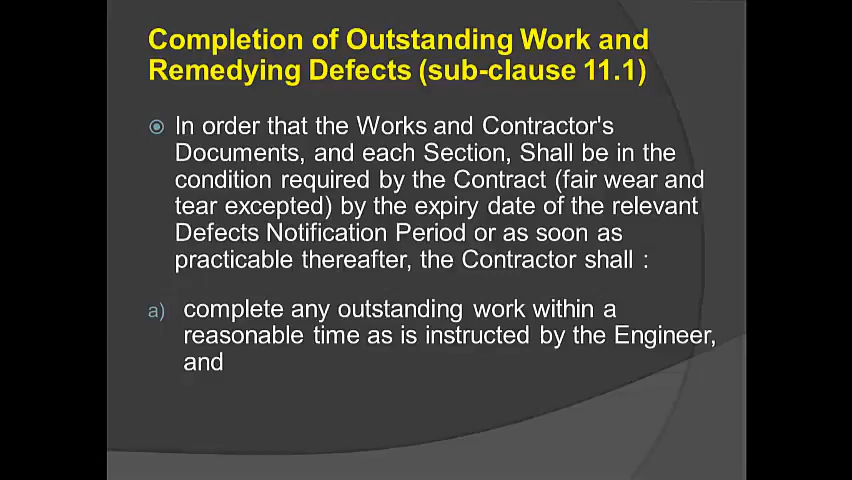 Completion of Outstanding Work and
Remedying Defects (sub-clause 11.1)
In order that the Works and Contractor's
Documents, and each Section, Shall be in the
condition required by the Contract (fair wear and
tear excepted) by the expiry date of the relevant
Defects Notification Period or as soon as
practicable thereafter, the Contractor shall :
a) complete any outstanding work within a
reasonable time as is instructed by the Engineer,
and